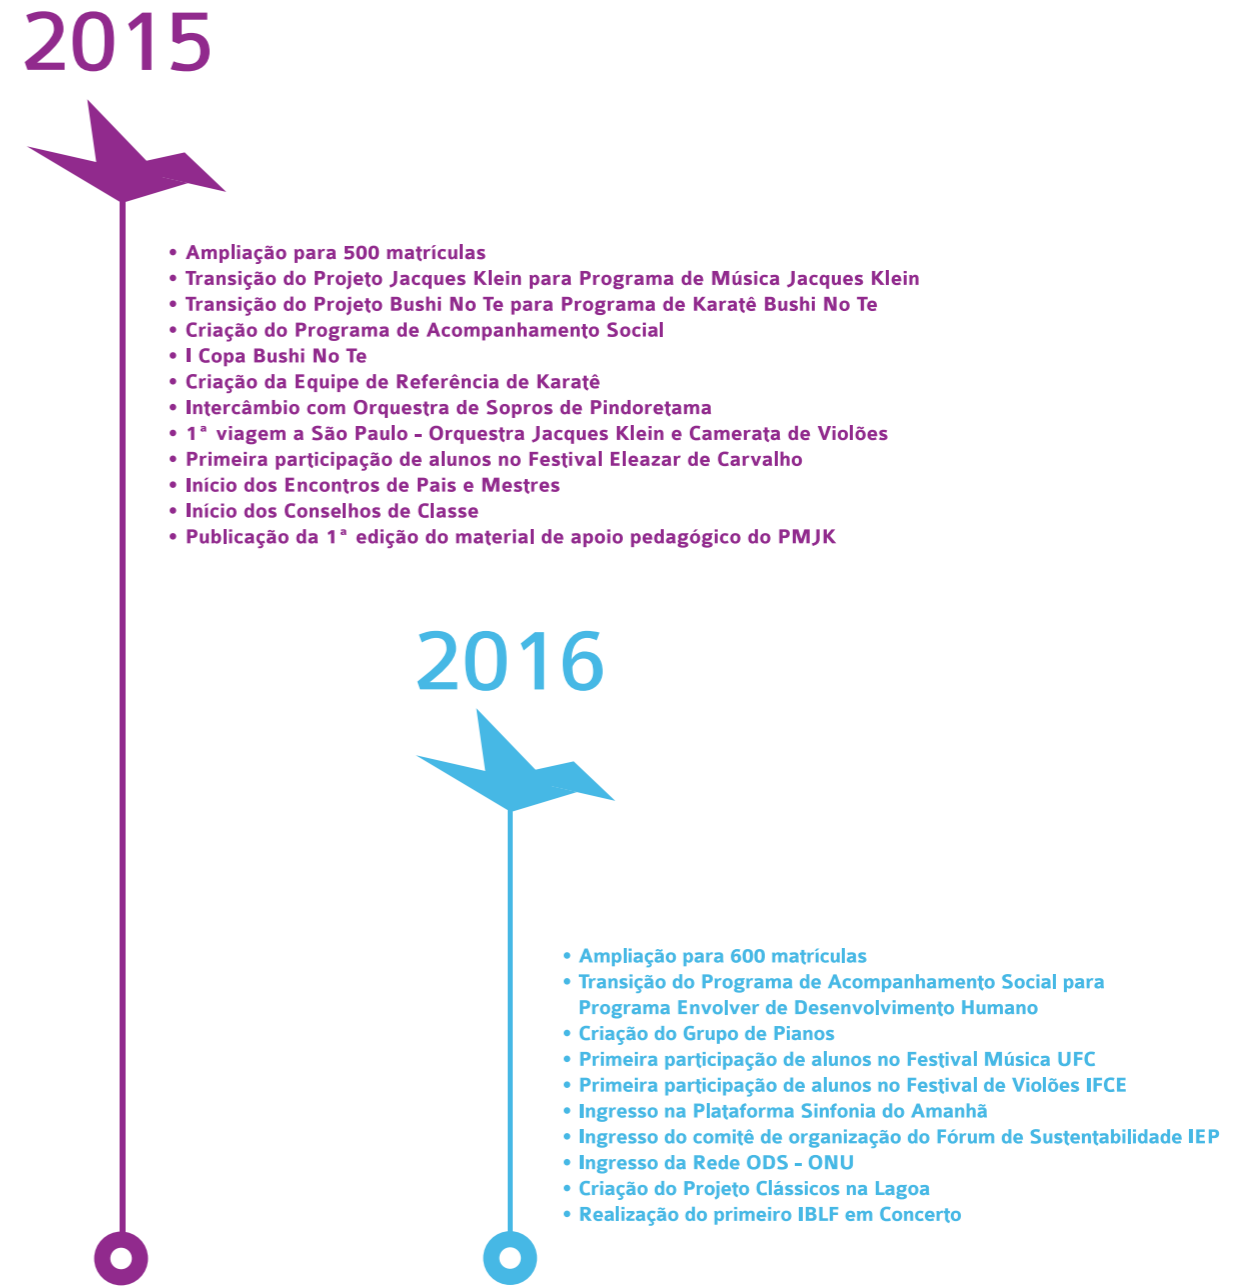 2015
• Ampliação para 500 matrículas
• Transição do Projeto Jacques Klein para Programa de Música Jacques Klein
• Transição do Projeto Bushi No Te para Programa de Karatê Bushi No Te
• Criação do Programa de Acompanhamento Social
• I Copa Bushi No Te
• Criação da Equipe de Referência de Karatê
• Intercâmbio com Orquestra de Sopros de Pindoretama
• 1ª viagem a São Paulo - Orquestra Jacques Klein e Camerata de Violões
• Primeira participação de alunos no Festival Eleazar de Carvalho
• Início dos Encontros de Pais e Mestres
• Início dos Conselhos de Classe
• Publicação da 1ª edição do material de apoio pedagógico do PMJK
2016
• Ampliação para 600 matrículas
• Transição do Programa de Acompanhamento Social para
Programa Envolver de Desenvolvimento Humano
• Criação do Grupo de Pianos
• Primeira participação de alunos no Festival Música UFC
• Primeira participação de alunos no Festival de Violões IFCE
• Ingresso na Plataforma Sinfonia do Amanhã
• Ingresso do comitê de organização do Fórum de Sustentabilidade IEP
• Ingresso da Rede ODS - ONU
• Criação do Projeto Clássicos na Lagoa
• Realização do primeiro IBLF em Concerto